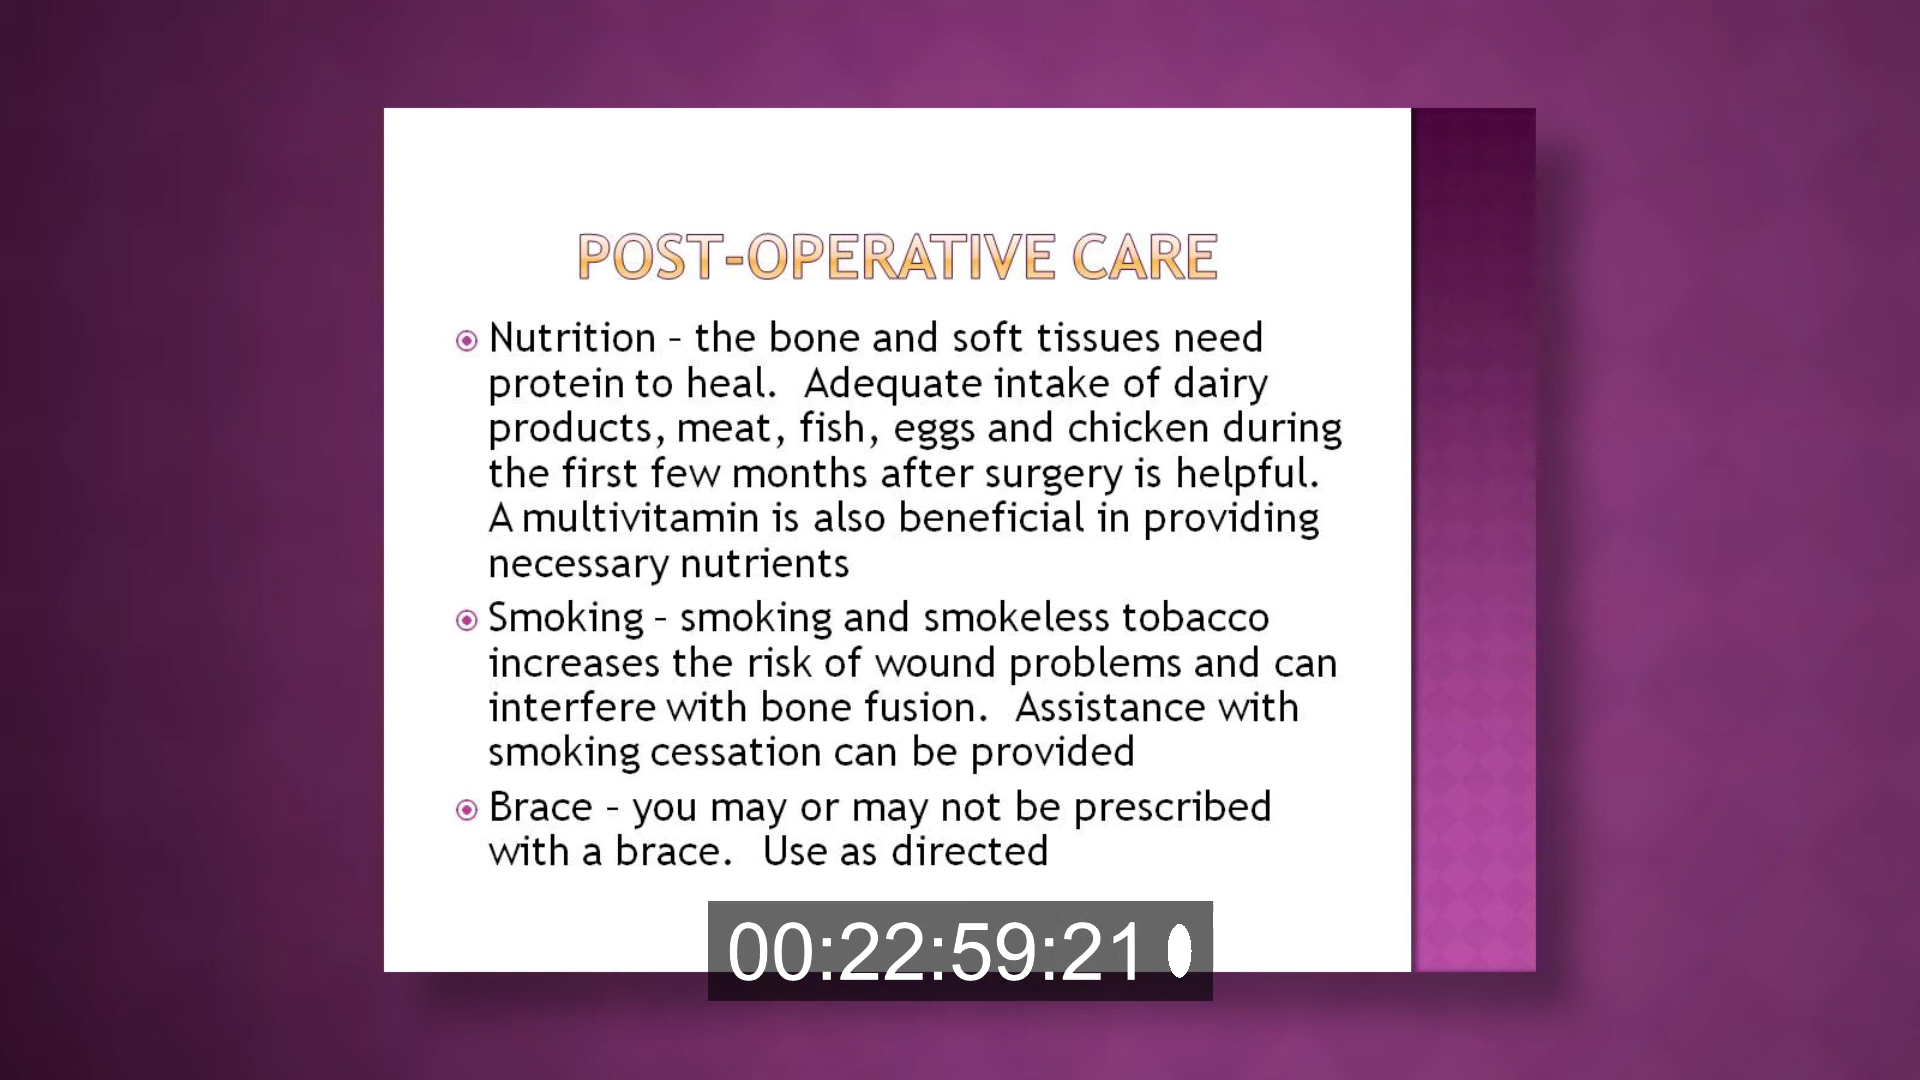 POST-OPERATIVE CARE
Nutrition – the bone and soft tissues need
protein to heal.  Adequate intake of dairy
products, meat, fish, eggs and chicken during
the first few months after surgery is helpful.
A multivitamin is also beneficial in providing
necessary nutrients
Smoking – smoking and smokeless tobacco
increases the risk of wound problems and can
interfere with bone fusion.  Assistance with
smoking cessation can be provided
Brace – you may or may not be prescribed
with a brace.  Use as directed
00:22:59:21